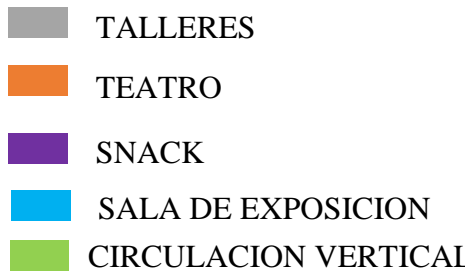 TALLERES
TEATRO
SNACK
SALA DE EXPOSICION
CIRCULACION VERTICAL